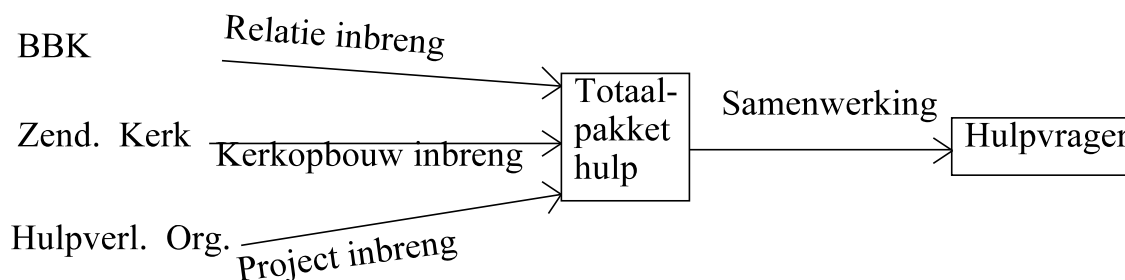 Relatie inbreng
BBK
Totaal-
pakket
hulp
Samenwerking
Zend. Kerk
Kerkopbouw inbreng
Hulpvrager
Hulpverl. Org.
Project inbreng